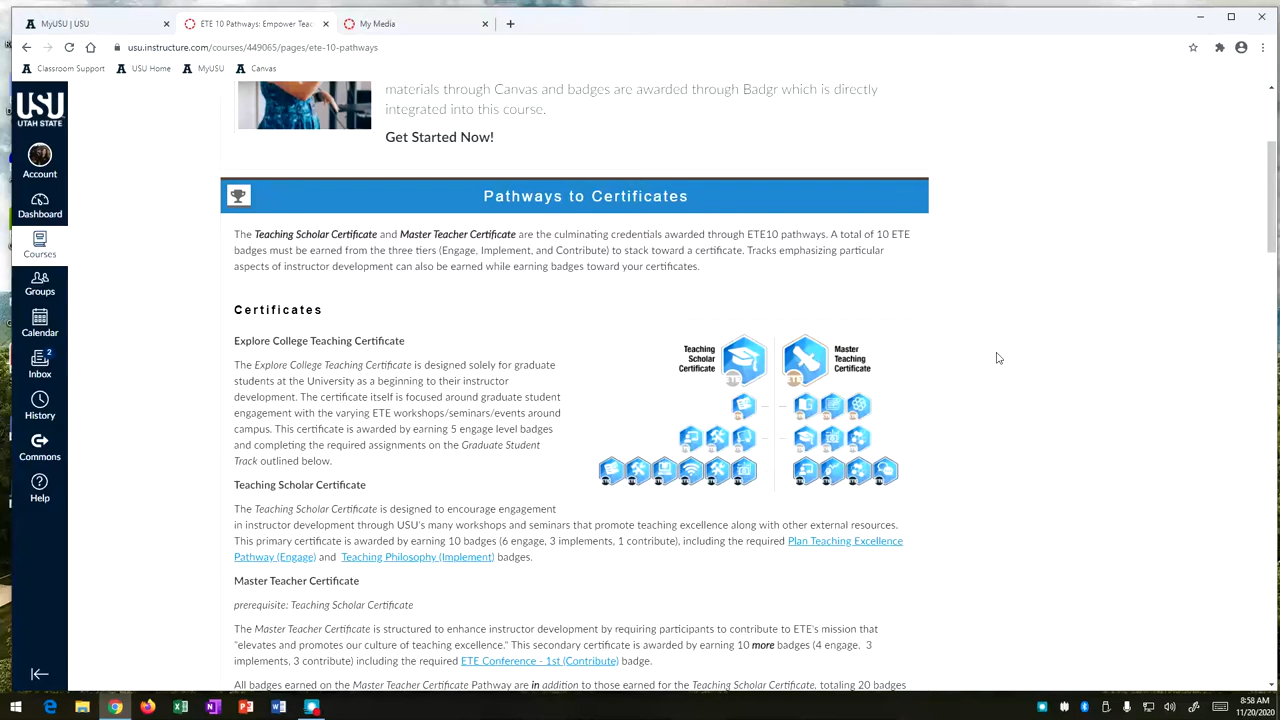 MyUSU | USU
ETE 10 Pathways: Empower Teac
My Media
usu.instructure.com/courses/449065/pages/ete-10-pathways
Classroom Support
USU Home
MyUSU
Canvas
USU
UTAH STATE
Account
Dashboard
Courses
Groups
Calendar
2
Inbox
History
Commons
Help
materials through Canvas and badges are awarded through Badgr which is directly
integrated into this course.
Get Started Now!
Pathways to Certificates
The Teaching Scholar Certificate and Master Teacher Certificate are the culminating credentials awarded through ETE10 pathways. A total of 10 ETE
badges must be earned from the three tiers (Engage, Implement, and Contribute) to stack toward a certificate. Tracks emphasizing particular
aspects of instructor development can also be earned while earning badges toward your certificates.
Certificates
Explore College Teaching Certificate
The Explore College Teaching Certificate is designed solely for graduate
students at the University as a beginning to their instructor
development. The certificate itself is focused around graduate student
engagement with the varying ETE workshops/seminars/events around
campus. This certificate is awarded by earning 5 engage level badges
and completing the required assignments on the Graduate Student
Track outlined below.
Teaching
Scholar
Certificate
Master
Teaching
Certificate
Teaching Scholar Certificate
The Teaching Scholar Certificate is designed to encourage engagement
in instructor development through USU's many workshops and seminars that promote teaching excellence along with other external resources.
This primary certificate is awarded by earning 10 badges (6 engage, 3 implements, 1 contribute), including the required Plan Teaching Excellence
Pathway (Engage) and Teaching Philosophy (Implement) badges.
Master Teacher Certificate
prerequisite: Teaching Scholar Certificate
The Master Teacher Certificate is structured to enhance instructor development by requiring participants to contribute to ETE's mission that
"elevates and promotes our culture of teaching excellence." This secondary certificate is awarded by earning 10 more badges (4 engage. 3
implements, 3 contribute) including the required ETE Conference - 1st (Contribute) badge.
All badges earned on the Master Teacher Certificate Pathway are in addition to those earned for the Teaching Scholar Certificate, totaling 20 badges
8:58 AM
11/20/2020